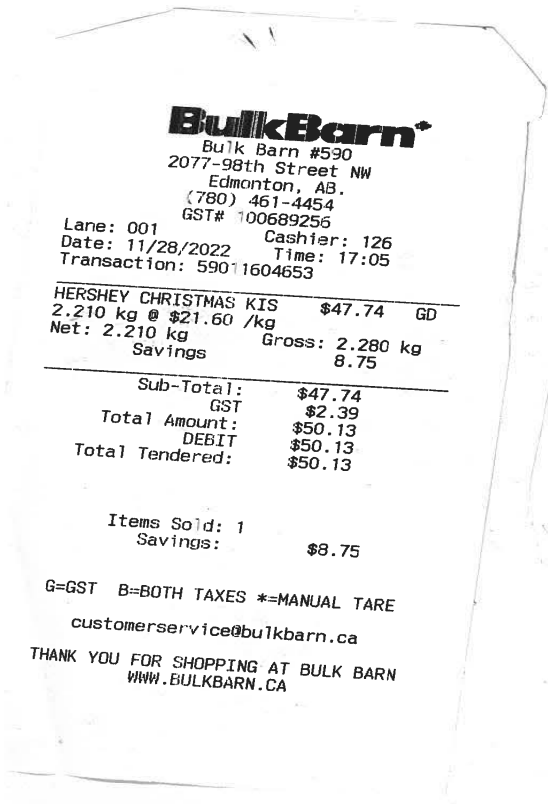 BulkBarn
Bulk Barn #590
2077-98th Street NW
Edmonton, AB.
(780) 461-4454
GST# 100689256
Lane: 001 Cashier: 126
Date: 11/28/2022 Time: 17:05
Transaction: 59011604653
HERSHEY CHRISTMAS KIS $47.74 GD
2.210 kg @ $21.60 /kg
Net: 2.210 kg Gross: 2.280 kg
Savings 8.75
Sub-Total: $47.74
GST $2.39
Total Amount: $50.13
DEBIT $50.13
Total Tendered: $50.13
Items Sold: 1
Savings: $8.75
G=GST B=BOTH TAXES *=MANUAL TARE
customerservice@bulkbarn.ca
THANK YOU FOR SHOPPING AT BULK BARN
WWW.BULKBARN.CA